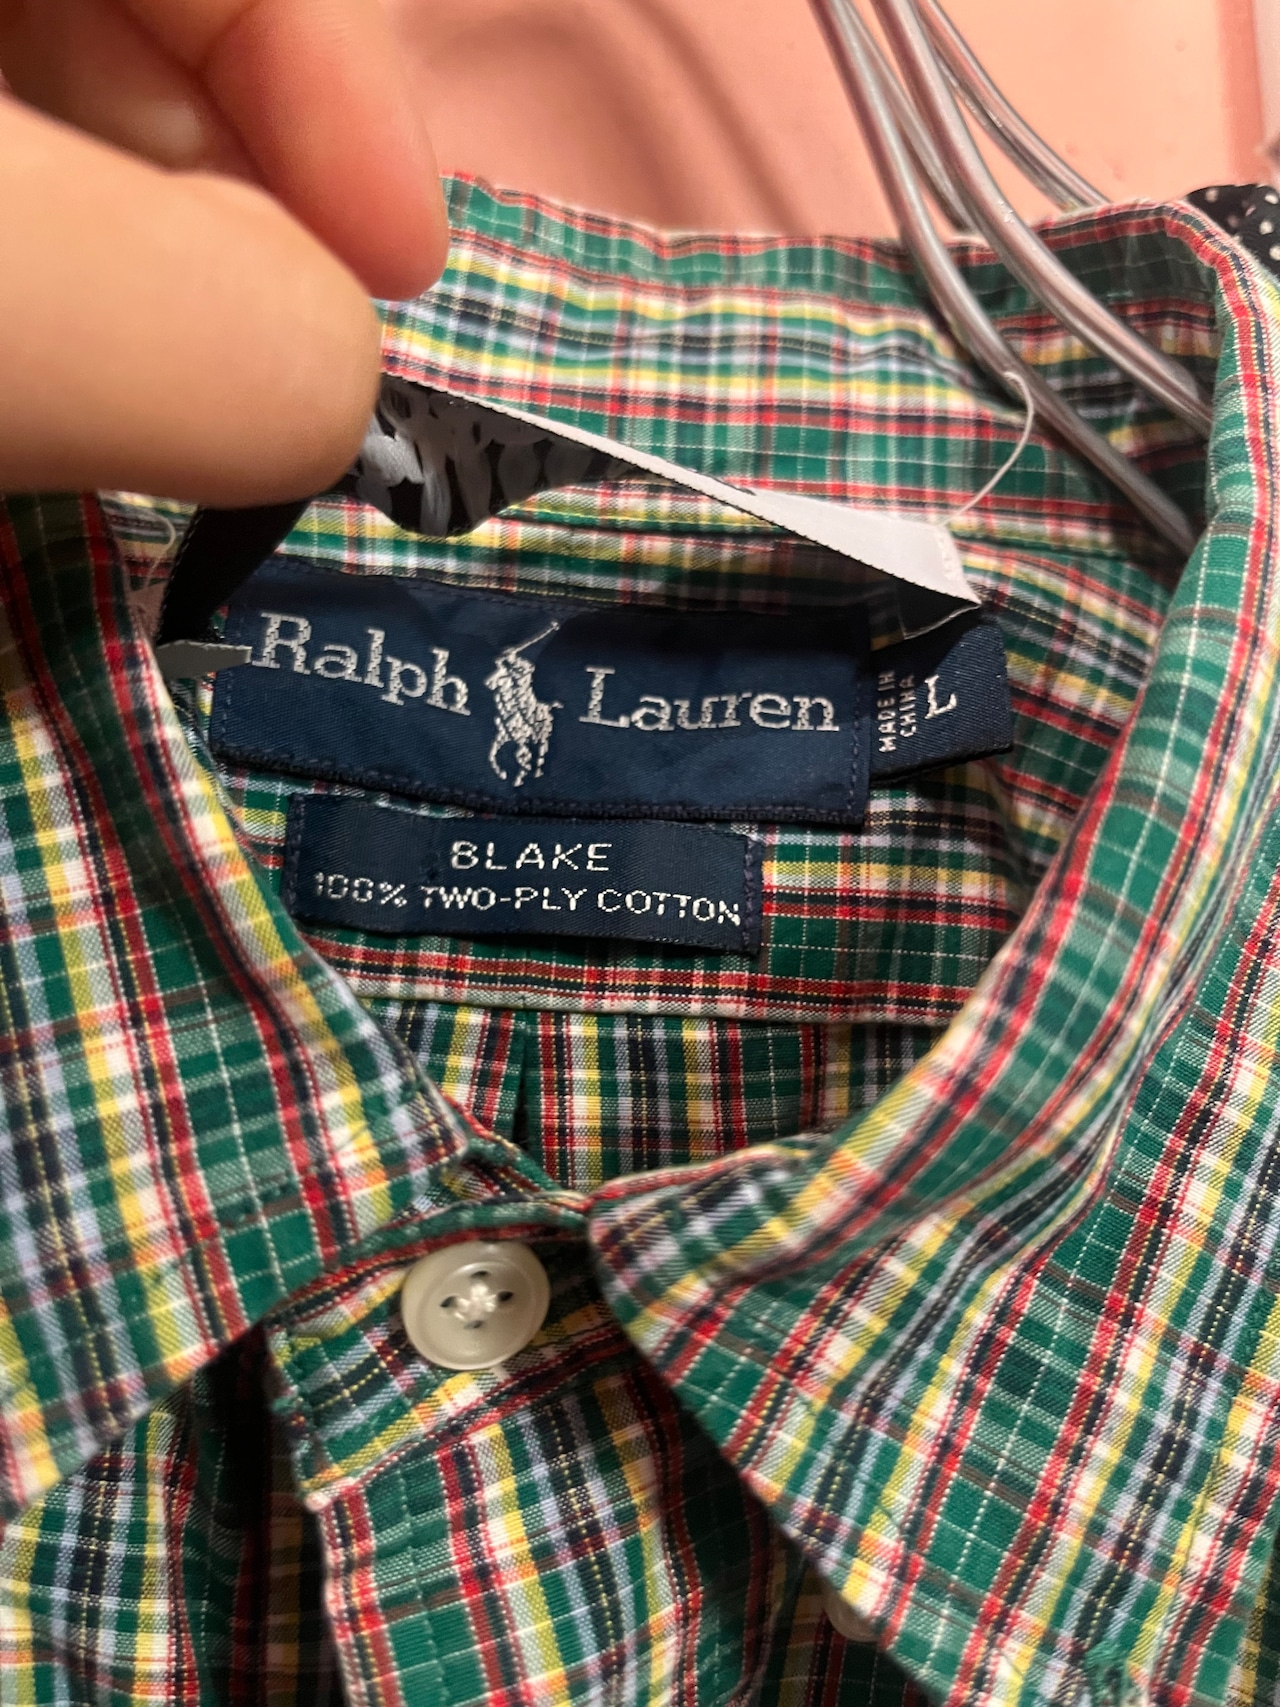 Ralph Lauren
MADE IN
CHINA
L
BLAKE
100% TWO-PLY COTTON